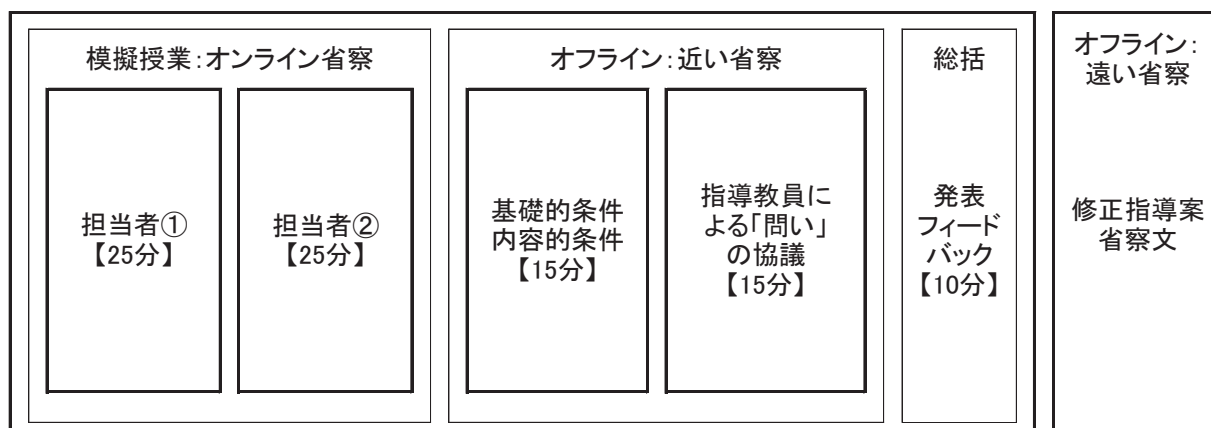 模擬授業：オンライン省察
担当者①
【25分】
担当者②
【25分】
オフライン：近い省察
基礎的条件
内容的条件
【15分】
指導教員に
よる「問い」
の協議
【15分】
総括
発表
フィード
バック
【10分】
オフライン：
遠い省察
修正指導案
省察文